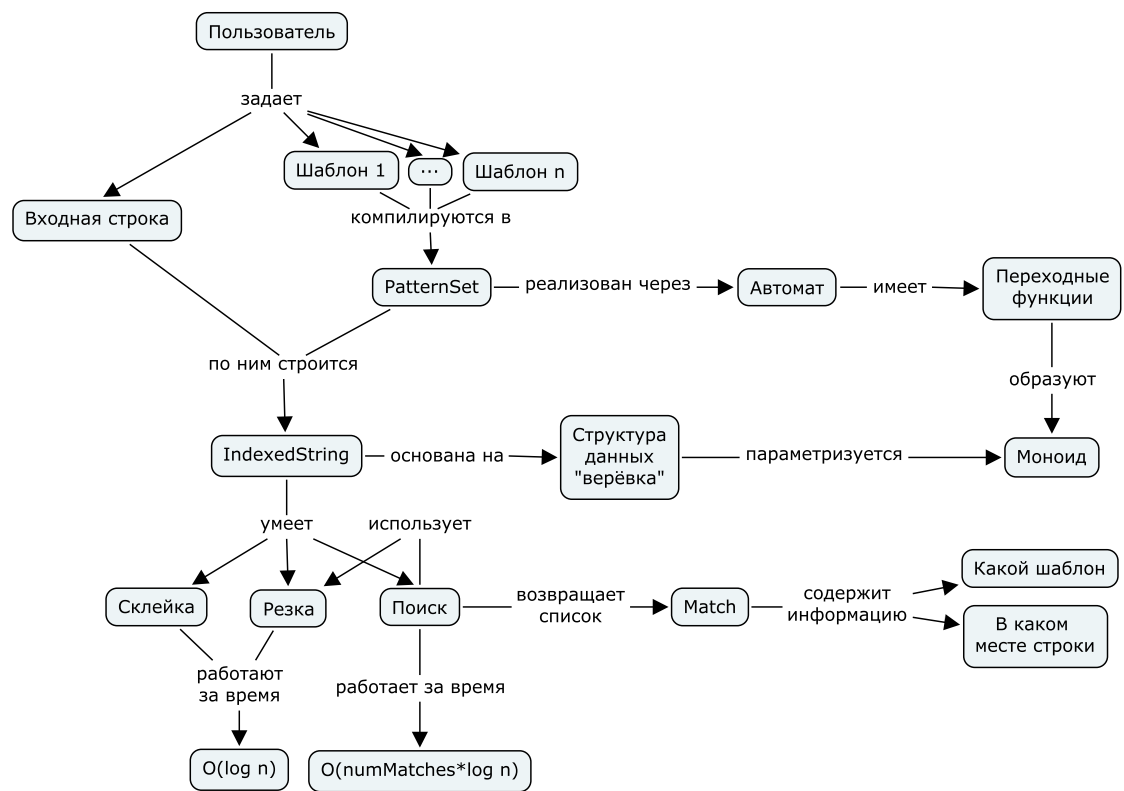 Пользователь
задает
Шаблон 1
...
Шаблон n
Входная строка
компилируются в
PatternSet
реализован через
Автомат
имеет
Переходные
функции
по ним строится
образуют
IndexedString
основана на
Структура
данных
"верёвка"
параметризуется
Моноид
умеет
использует
Склейка
Резка
Поиск
возвращает
список
Match
содержит
информацию
Какой шаблон
В каком
месте строки
работают
за время
работает за время
O(log n)
O(numMatches*log n)